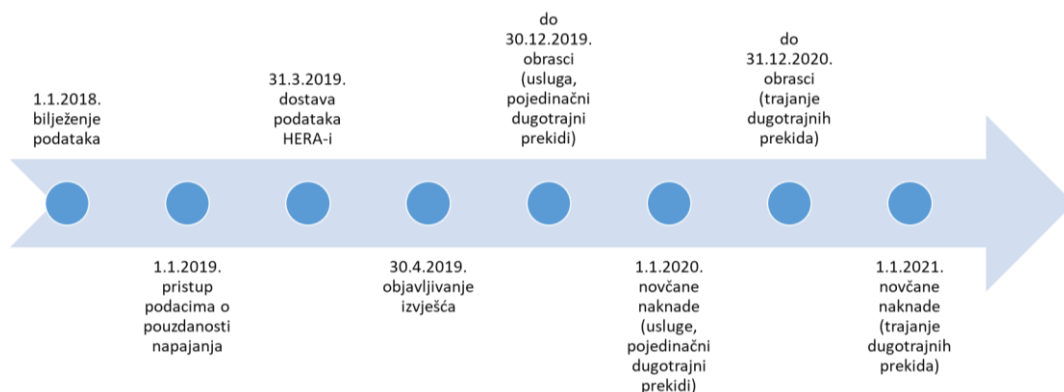 1.1.2018.
bilježenje
podataka
1.1.2019.
pristup
podacima o
pouzdanosti
napajanja
31.3.2019.
dostava
podataka
HERA-i
30.4.2019.
objavljivanje
izvješća
do
30.12.2019.
obrasci
(usluga,
pojedinačni
dugotrajni
prekidi)
1.1.2020.
novčane
naknade
(usluge,
pojedinačni
dugotrajni
prekidi)
do
31.12.2020.
obrasci
(trajanje
dugotrajnih
prekida)
1.1.2021.
novčane
naknade
(trajanje
dugotrajnih
prekida)